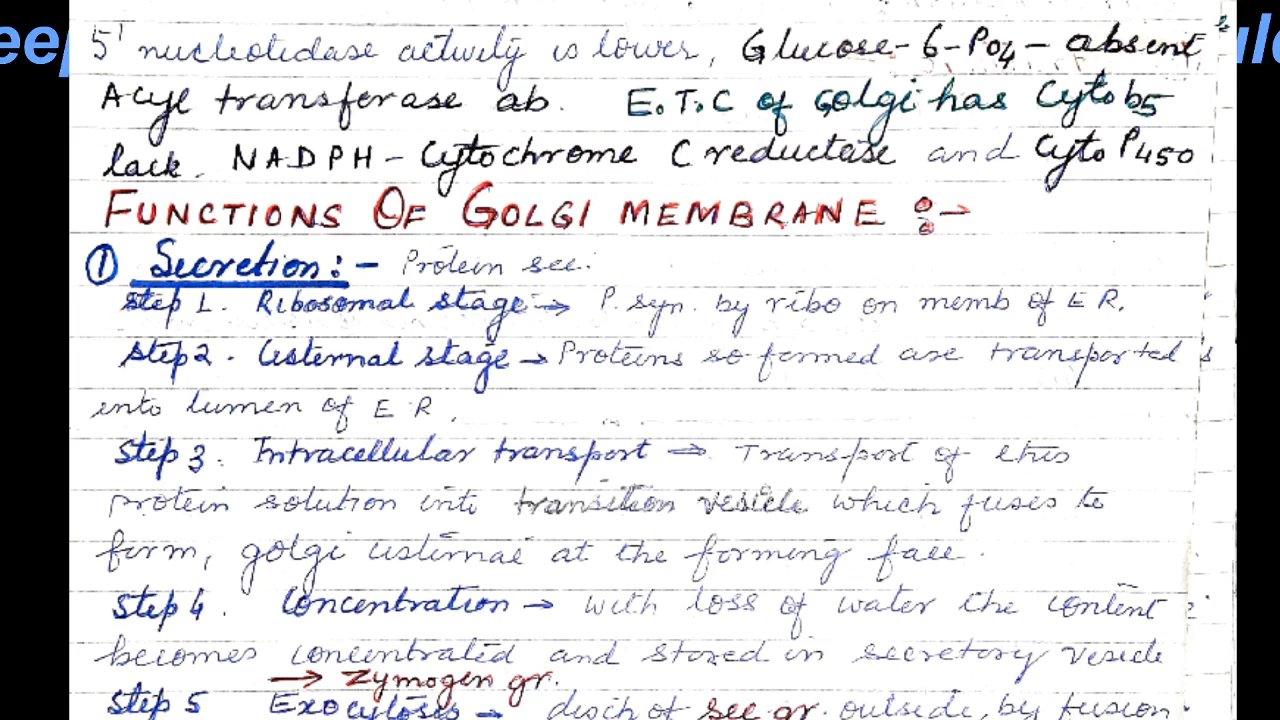 5' nucleotidase activity is lower, Glucose-6-PO4 - absent
Acyl transferase ab. E.T.C of Golgi has Cyto b5
lack. NADPH - Cytochrome C reductase and Cyto P450
FUNCTIONS OF GOLGI MEMBRANE :-
① Secretion:- Protein sec.
Step 1. Ribosomal stage → P. syn. by ribo on memb of E R.
Step 2. Cisternal stage → Proteins so formed are transported
into lumen of E R.
Step 3. Intracellular transport ⇒ Transport of this
protein solution into transition vesicle which fuses to
form, golgi cisternae at the forming face.
Step 4. Concentration → with loss of water the content
becomes concentrated and stored in secretory vesicle
→ Zymogen gr.
Step 5 Exocytosis → disch of sec gr. outside, by fusion